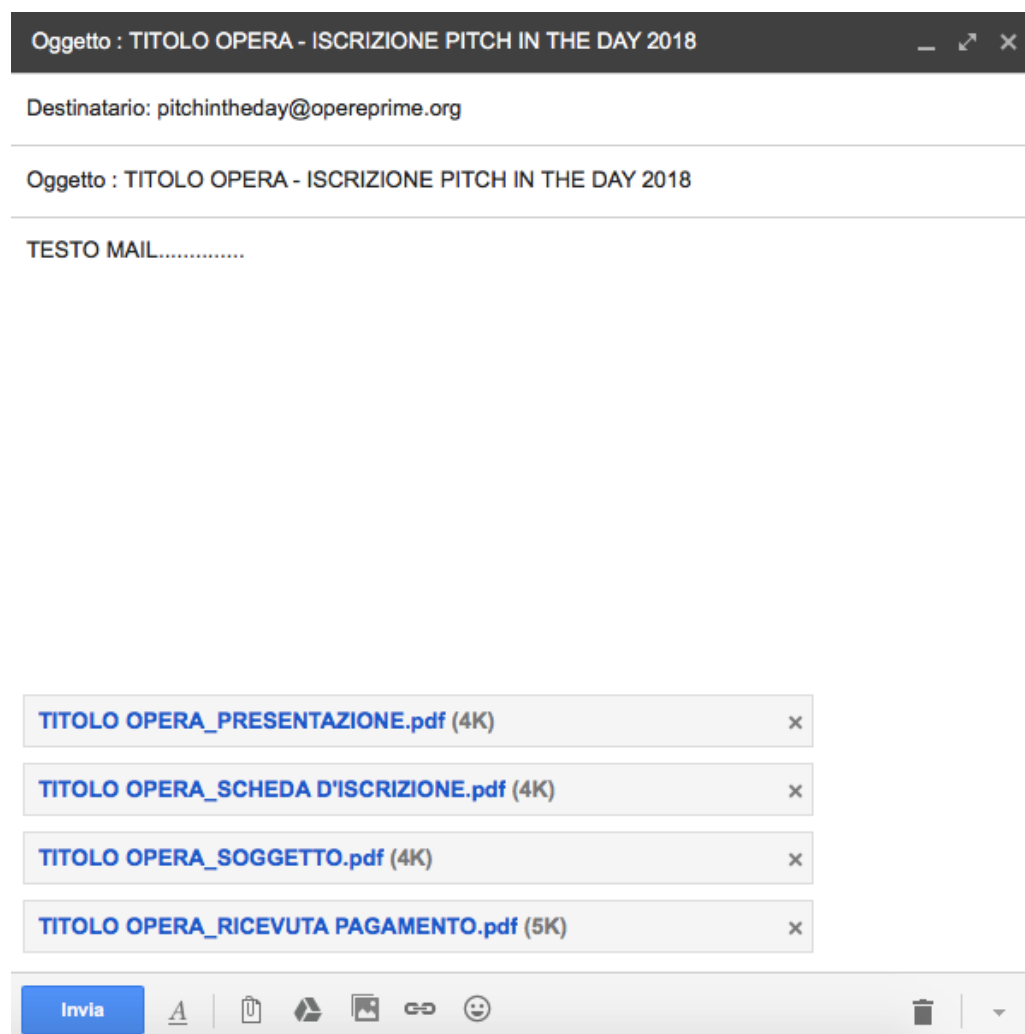 Oggetto : TITOLO OPERA - ISCRIZIONE PITCH IN THE DAY 2018
Destinatario: pitchintheday@opereprime.org
Oggetto : TITOLO OPERA - ISCRIZIONE PITCH IN THE DAY 2018
TESTO MAIL..............
TITOLO OPERA_PRESENTAZIONE.pdf (4K)
TITOLO OPERA_SCHEDA D'ISCRIZIONE.pdf (4K)
TITOLO OPERA_SOGGETTO.pdf (4K)
TITOLO OPERA_RICEVUTA PAGAMENTO.pdf (5K)
Invia A